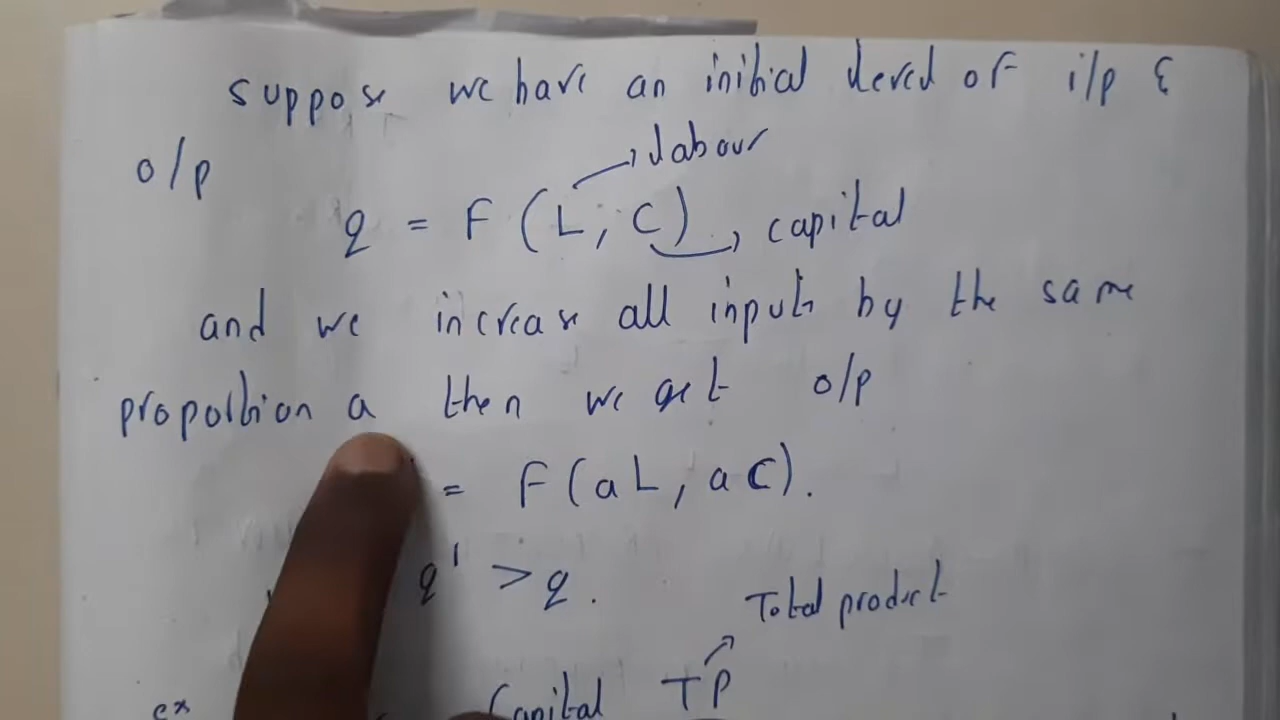 suppose we have an initial level of i/p &
o/p
→ labour
q = F (L, C) → capital
and we increase all inputs by the same
proportion a then we get o/p
= F(aL, aC).
q' > q.
Total product
ex Capital TP